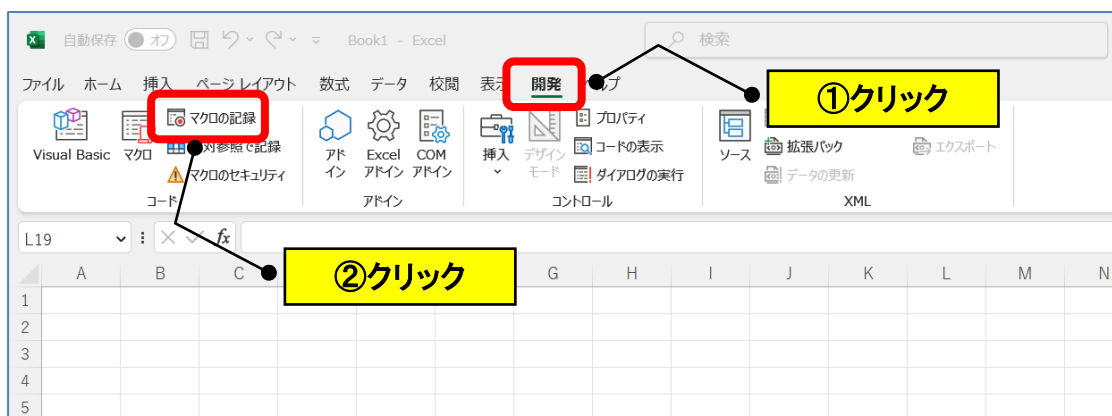 自動保存 オフ Book1 - Excel 検索
ファイル ホーム 挿入 ページ レイアウト 数式 データ 校閲 表示 開発
①クリック
Visual Basic マクロ マクロの記録
対参照で記録
マクロのセキュリティ
コード
アド
イン
Excel
アドイン
COM
アドイン
アドイン
挿入
デザイン
モード
プロパティ
コードの表示
ダイアログの実行
コントロール
ソース
拡張パック
データの更新
エクスポート
XML
L19 fx
②クリック
A B C G H I J K L M N
1
2
3
4
5